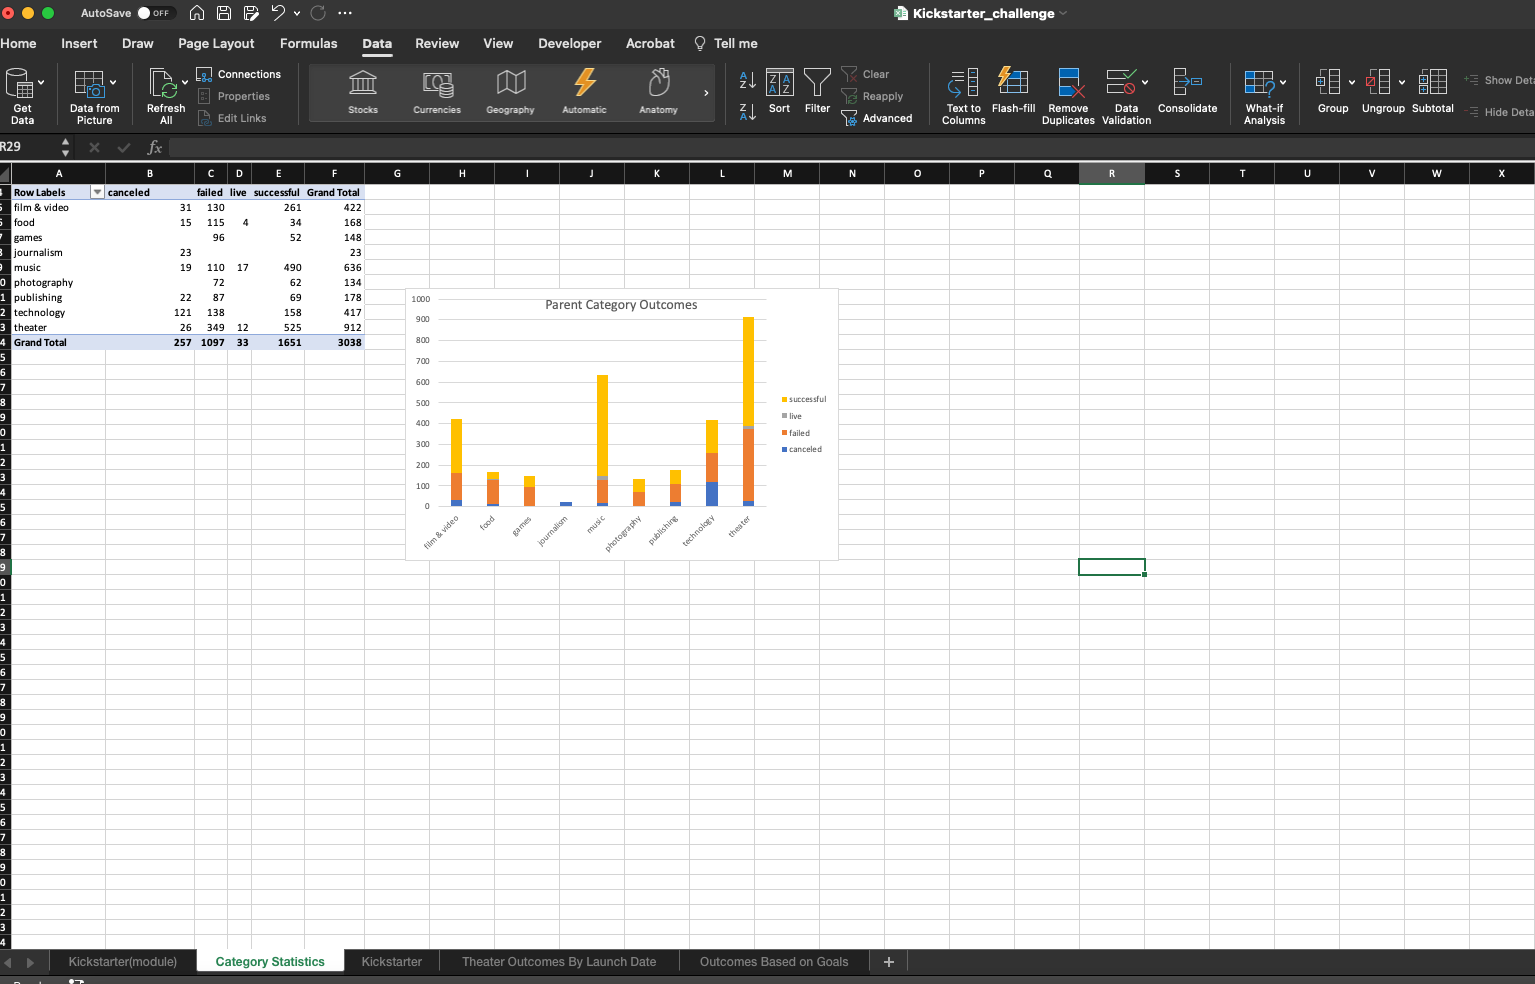 AutoSave OFF Kickstarter_challenge
Home Insert Draw Page Layout Formulas Data Review View Developer Acrobat Tell me
Get Data
Data from Picture
Refresh All
Connections
Properties
Edit Links
Stocks Currencies Geography Automatic Anatomy
Sort Filter
Clear
Reapply
Advanced
Text to Columns
Flash-fill
Remove Duplicates
Data Validation
Consolidate
What-if Analysis
Group Ungroup Subtotal
Show Deta
Hide Deta
R29 fx
A B C D E F G H I J K L M N O P Q R S T U V W X
Row Labels canceled failed live successful Grand Total
film & video 31 130 261 422
food 15 115 4 34 168
games 96 52 148
journalism 23 23
music 19 110 17 490 636
photography 72 62 134
publishing 22 87 69 178
technology 121 138 158 417
theater 26 349 12 525 912
Grand Total 257 1097 33 1651 3038
Parent Category Outcomes
1000
900
800
700
600
500
400
300
200
100
0
film & video food games journalism music photography publishing technology theater
successful
live
failed
canceled
Kickstarter(module) Category Statistics Kickstarter Theater Outcomes By Launch Date Outcomes Based on Goals +